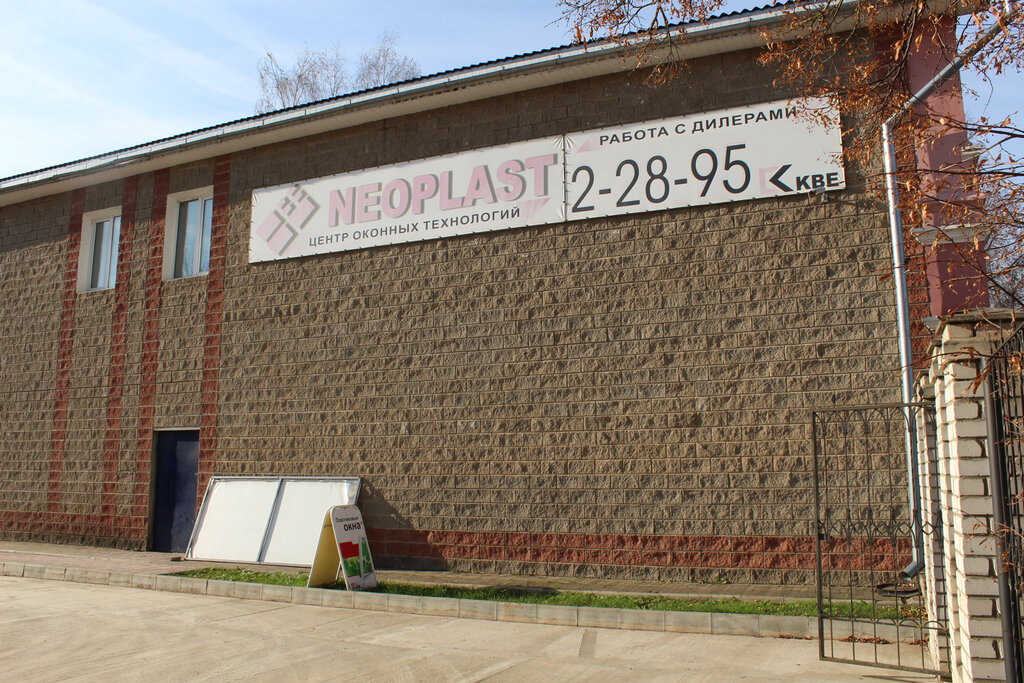 NEOPLAST
ЦЕНТР ОКОННЫХ ТЕХНОЛОГИЙ
РАБОТА С ДИЛЕРАМИ
2-28-95
КВЕ
Пластиковые
окна